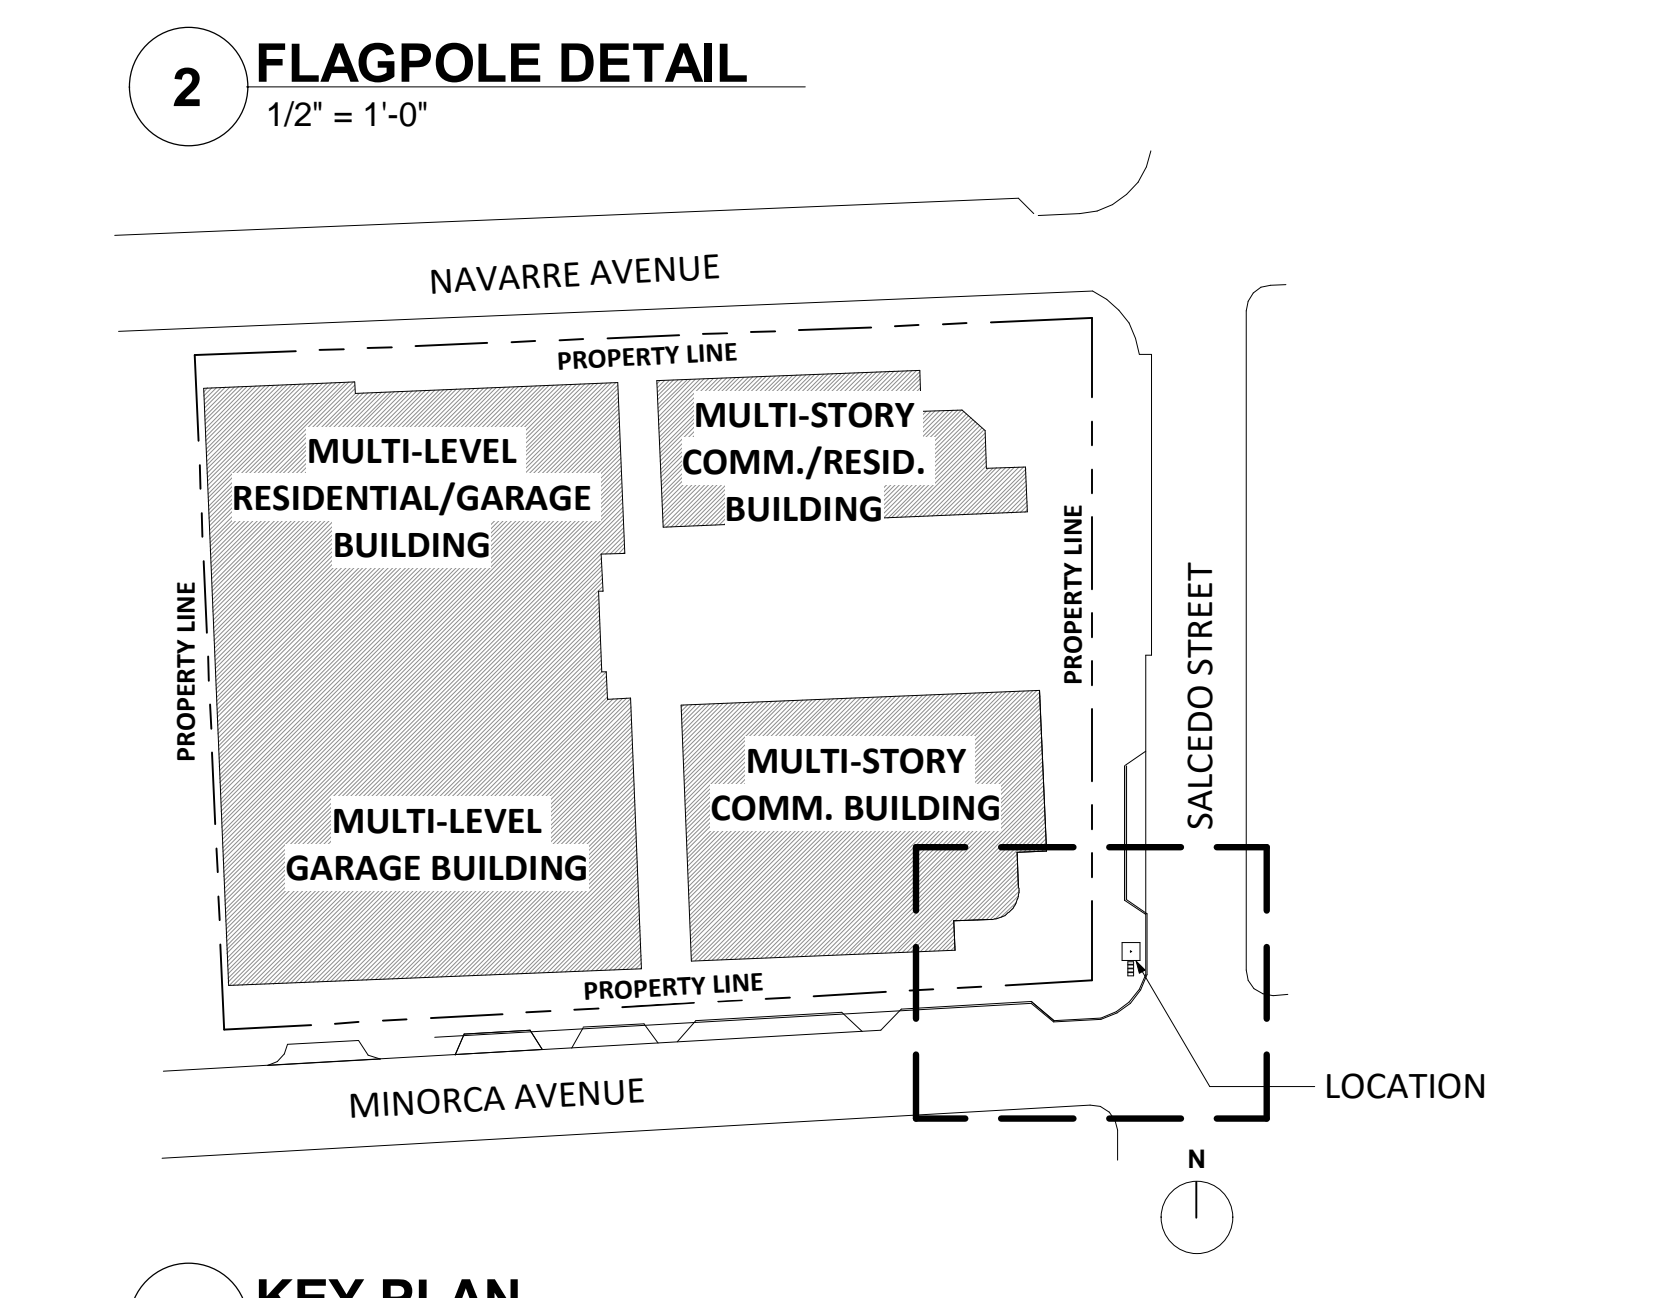 2
FLAGPOLE DETAIL
1/2" = 1'-0"
NAVARRE AVENUE
PROPERTY LINE
MULTI-LEVEL
RESIDENTIAL/GARAGE
BUILDING
MULTI-STORY
COMM./RESID.
BUILDING
PROPERTY LINE
PROPERTY LINE
SALCEDO STREET
MULTI-STORY
COMM. BUILDING
MULTI-LEVEL
GARAGE BUILDING
PROPERTY LINE
MINORCA AVENUE
LOCATION
N
KEY PLAN